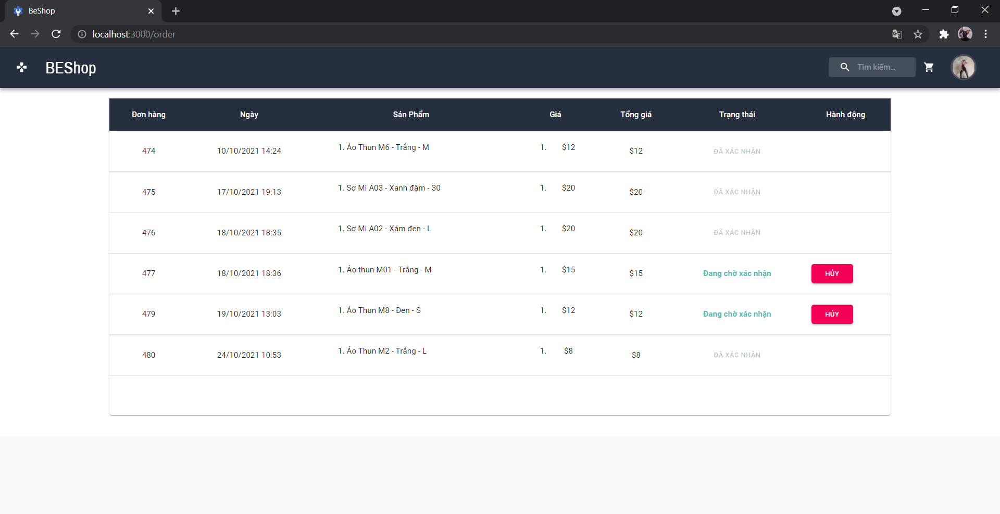 BeShop
localhost:3000/order
BEShop
Tìm kiếm...
Đơn hàng Ngày Sản Phẩm Giá Tổng giá Trạng thái Hành động
474 10/10/2021 14:24 1. Áo Thun M6 - Trắng - M 1. $12 $12 ĐÃ XÁC NHẬN
475 17/10/2021 19:13 1. Sơ Mi A03 - Xanh đậm - 30 1. $20 $20 ĐÃ XÁC NHẬN
476 18/10/2021 18:35 1. Sơ Mi A02 - Xám đen - L 1. $20 $20 ĐÃ XÁC NHẬN
477 18/10/2021 18:36 1. Áo thun M01 - Trắng - M 1. $15 $15 Đang chờ xác nhận HỦY
479 19/10/2021 13:03 1. Áo Thun M8 - Đen - S 1. $12 $12 Đang chờ xác nhận HỦY
480 24/10/2021 10:53 1. Áo Thun M2 - Trắng - L 1. $8 $8 ĐÃ XÁC NHẬN